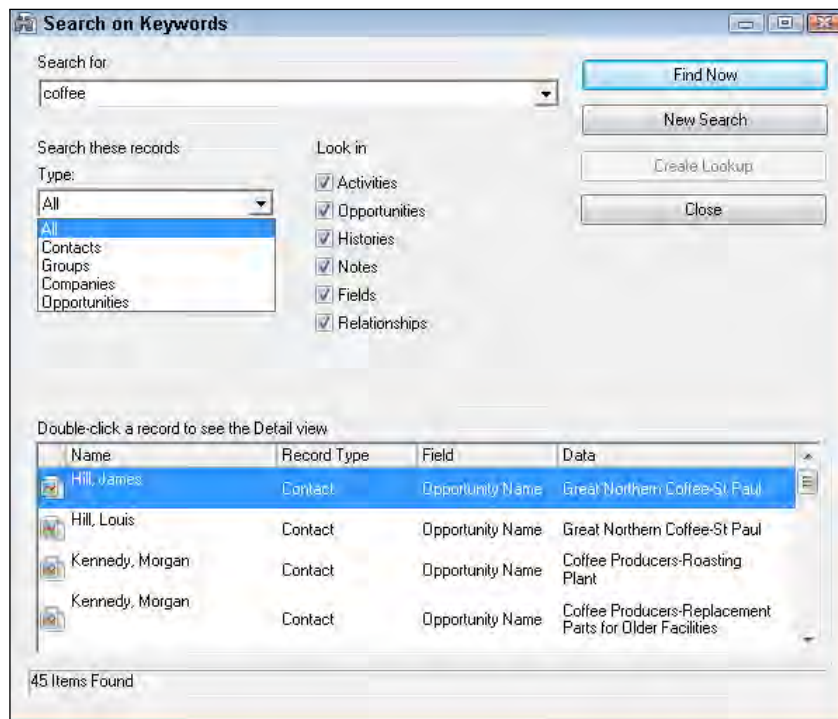 Search on Keywords
Search for
coffee
Find Now
New Search
Create Lookup
Close
Search these records
Type:
All
All
Contacts
Groups
Companies
Opportunities
Look in
Activities
Opportunities
Histories
Notes
Fields
Relationships
Double-click a record to see the Detail view
Name Record Type Field Data
Hill, James Contact Opportunity Name Great Northern Coffee-St Paul
Hill, Louis Contact Opportunity Name Great Northern Coffee-St Paul
Kennedy, Morgan Contact Opportunity Name Coffee Producers-Roasting
Plant
Kennedy, Morgan Contact Opportunity Name Coffee Producers-Replacement
Parts for Older Facilities
45 Items Found